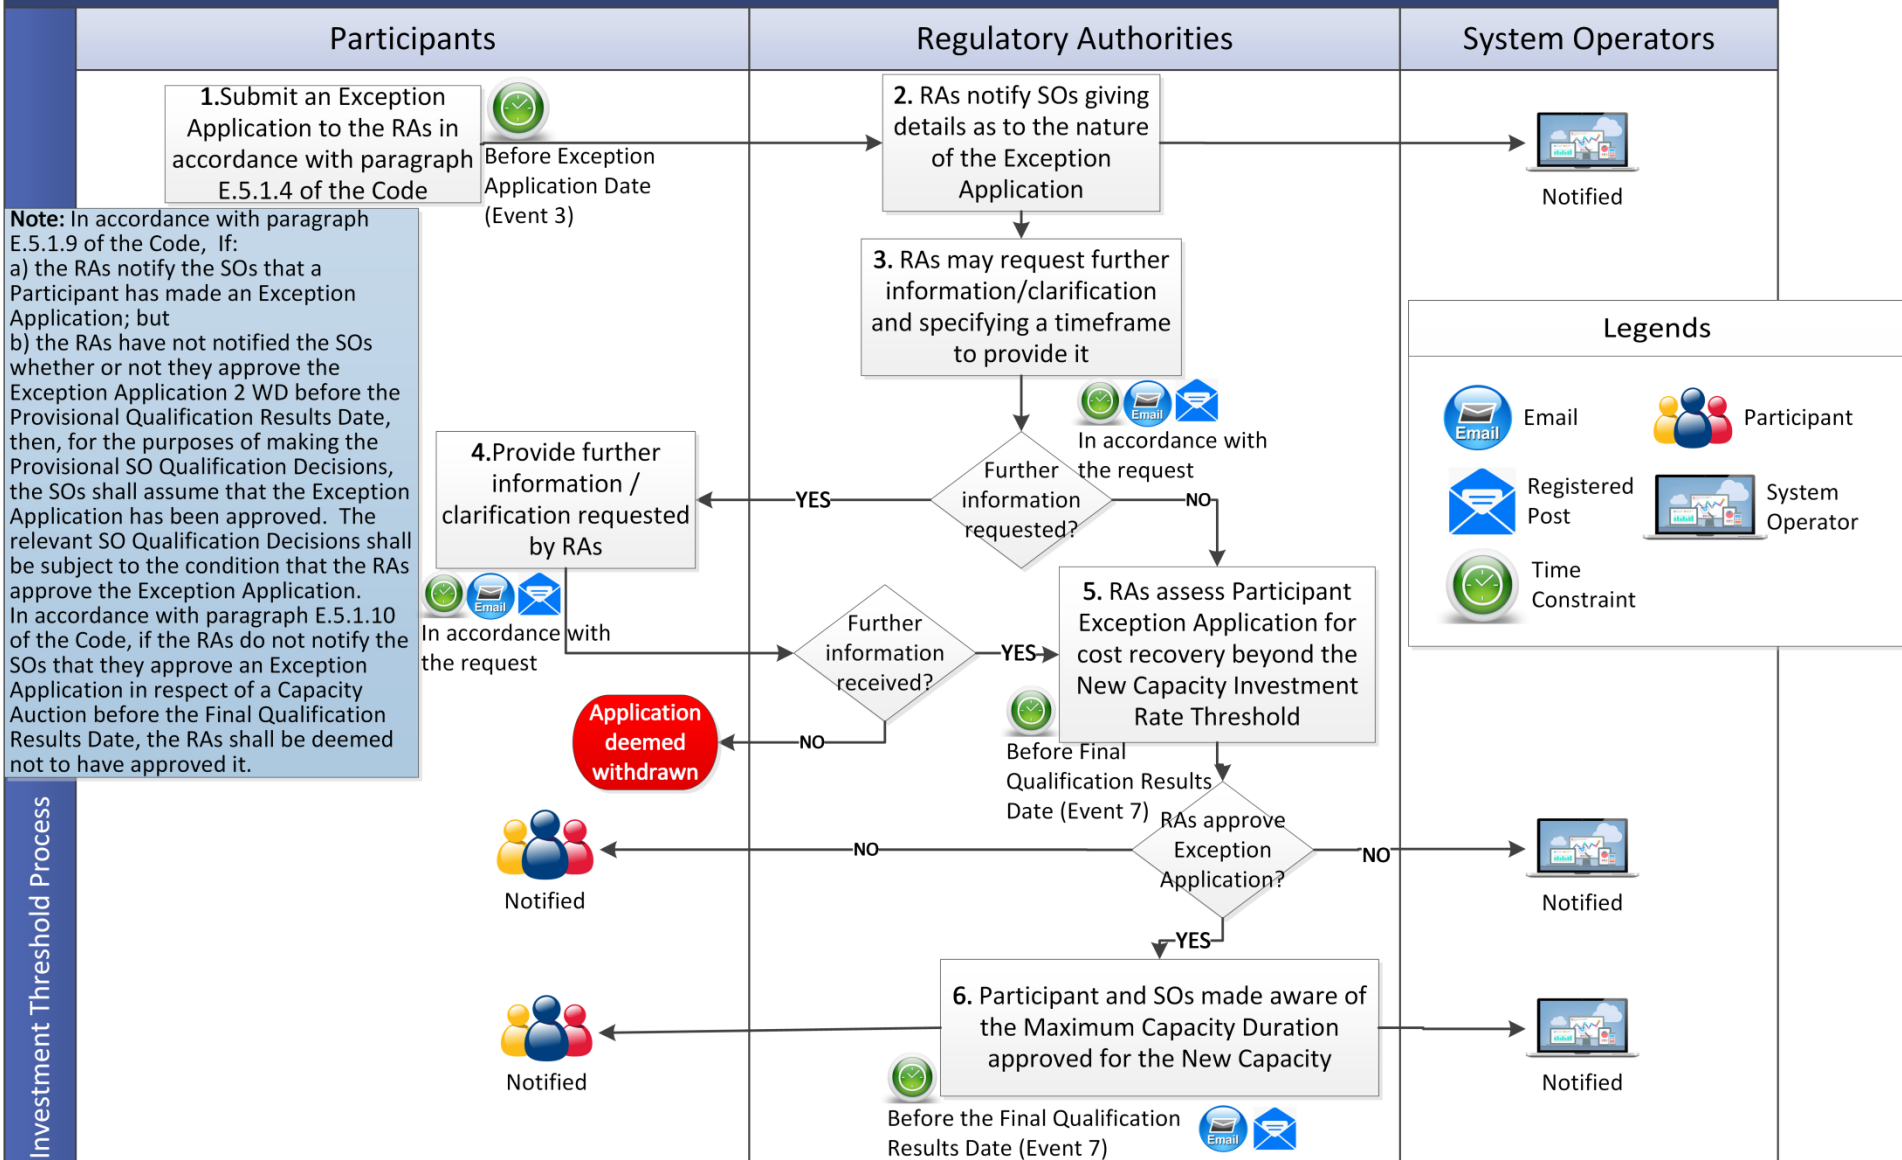 Participants
Regulatory Authorities
System Operators
1.Submit an Exception
Application to the RAs in
accordance with paragraph
E.5.1.4 of the Code
Before Exception
Application Date
(Event 3)
2. RAs notify SOs giving
details as to the nature
of the Exception
Application
Notified
Note: In accordance with paragraph
E.5.1.9 of the Code, If:
a) the RAs notify the SOs that a
Participant has made an Exception
Application; but
b) the RAs have not notified the SOs
whether or not they approve the
Exception Application 2 WD before the
Provisional Qualification Results Date,
then, for the purposes of making the
Provisional SO Qualification Decisions,
the SOs shall assume that the Exception
Application has been approved. The
relevant SO Qualification Decisions shall
be subject to the condition that the RAs
approve the Exception Application.
In accordance with paragraph E.5.1.10
of the Code, if the RAs do not notify the
SOs that they approve an Exception
Application in respect of a Capacity
Auction before the Final Qualification
Results Date, the RAs shall be deemed
not to have approved it.
3. RAs may request further
information/clarification
and specifying a timeframe
to provide it
Email
In accordance with
the request
Further
information
requested?
YES
NO
4.Provide further
information /
clarification requested
by RAs
Email
In accordance with
the request
Further
information
received?
YES
NO
Application
deemed
withdrawn
5. RAs assess Participant
Exception Application for
cost recovery beyond the
New Capacity Investment
Rate Threshold
Before Final
Qualification Results
Date (Event 7)
RAs approve
Exception
Application?
NO
NO
YES
Notified
Notified
6. Participant and SOs made aware of
the Maximum Capacity Duration
approved for the New Capacity
Notified
Notified
Before the Final Qualification
Results Date (Event 7)
Email
Legends
Email
Email
Participant
Registered
Post
System
Operator
Time
Constraint
Investment Threshold Process